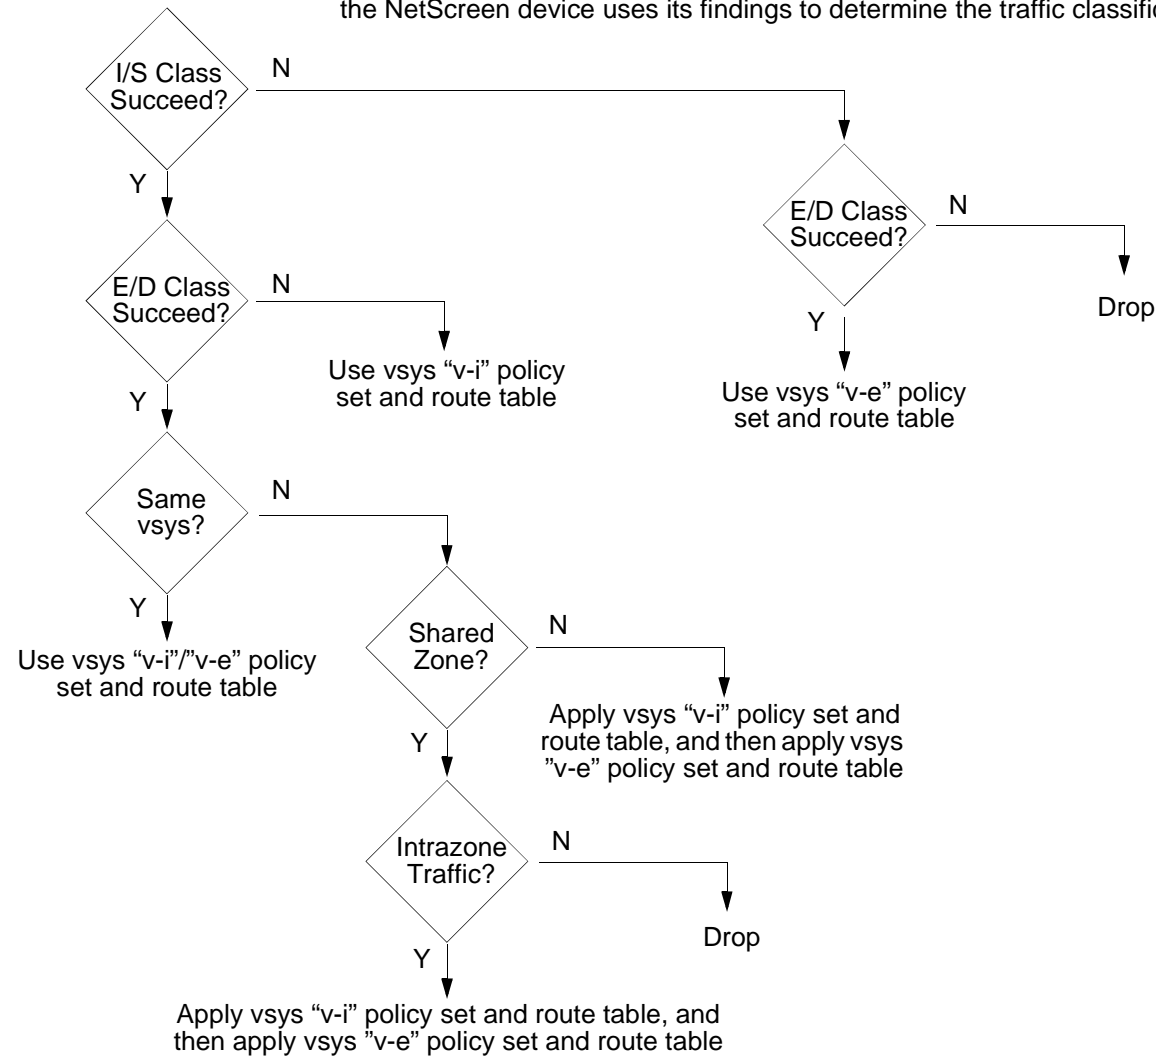 the NetScreen device uses its findings to determine the traffic
I/S Class
Succeed?
N
Y
E/D Class
Succeed?
N
Drop
Y
Use vsys “v-e” policy
set and route table
E/D Class
Succeed?
N
Use vsys “v-i” policy
set and route table
Y
Same
vsys?
N
Y
Use vsys “v-i”/”v-e” policy
set and route table
Shared
Zone?
N
Apply vsys “v-i” policy set and
route table, and then apply vsys
”v-e” policy set and route table
Y
Intrazone
Traffic?
N
Drop
Y
Apply vsys “v-i” policy set and route table, and
then apply vsys ”v-e” policy set and route table